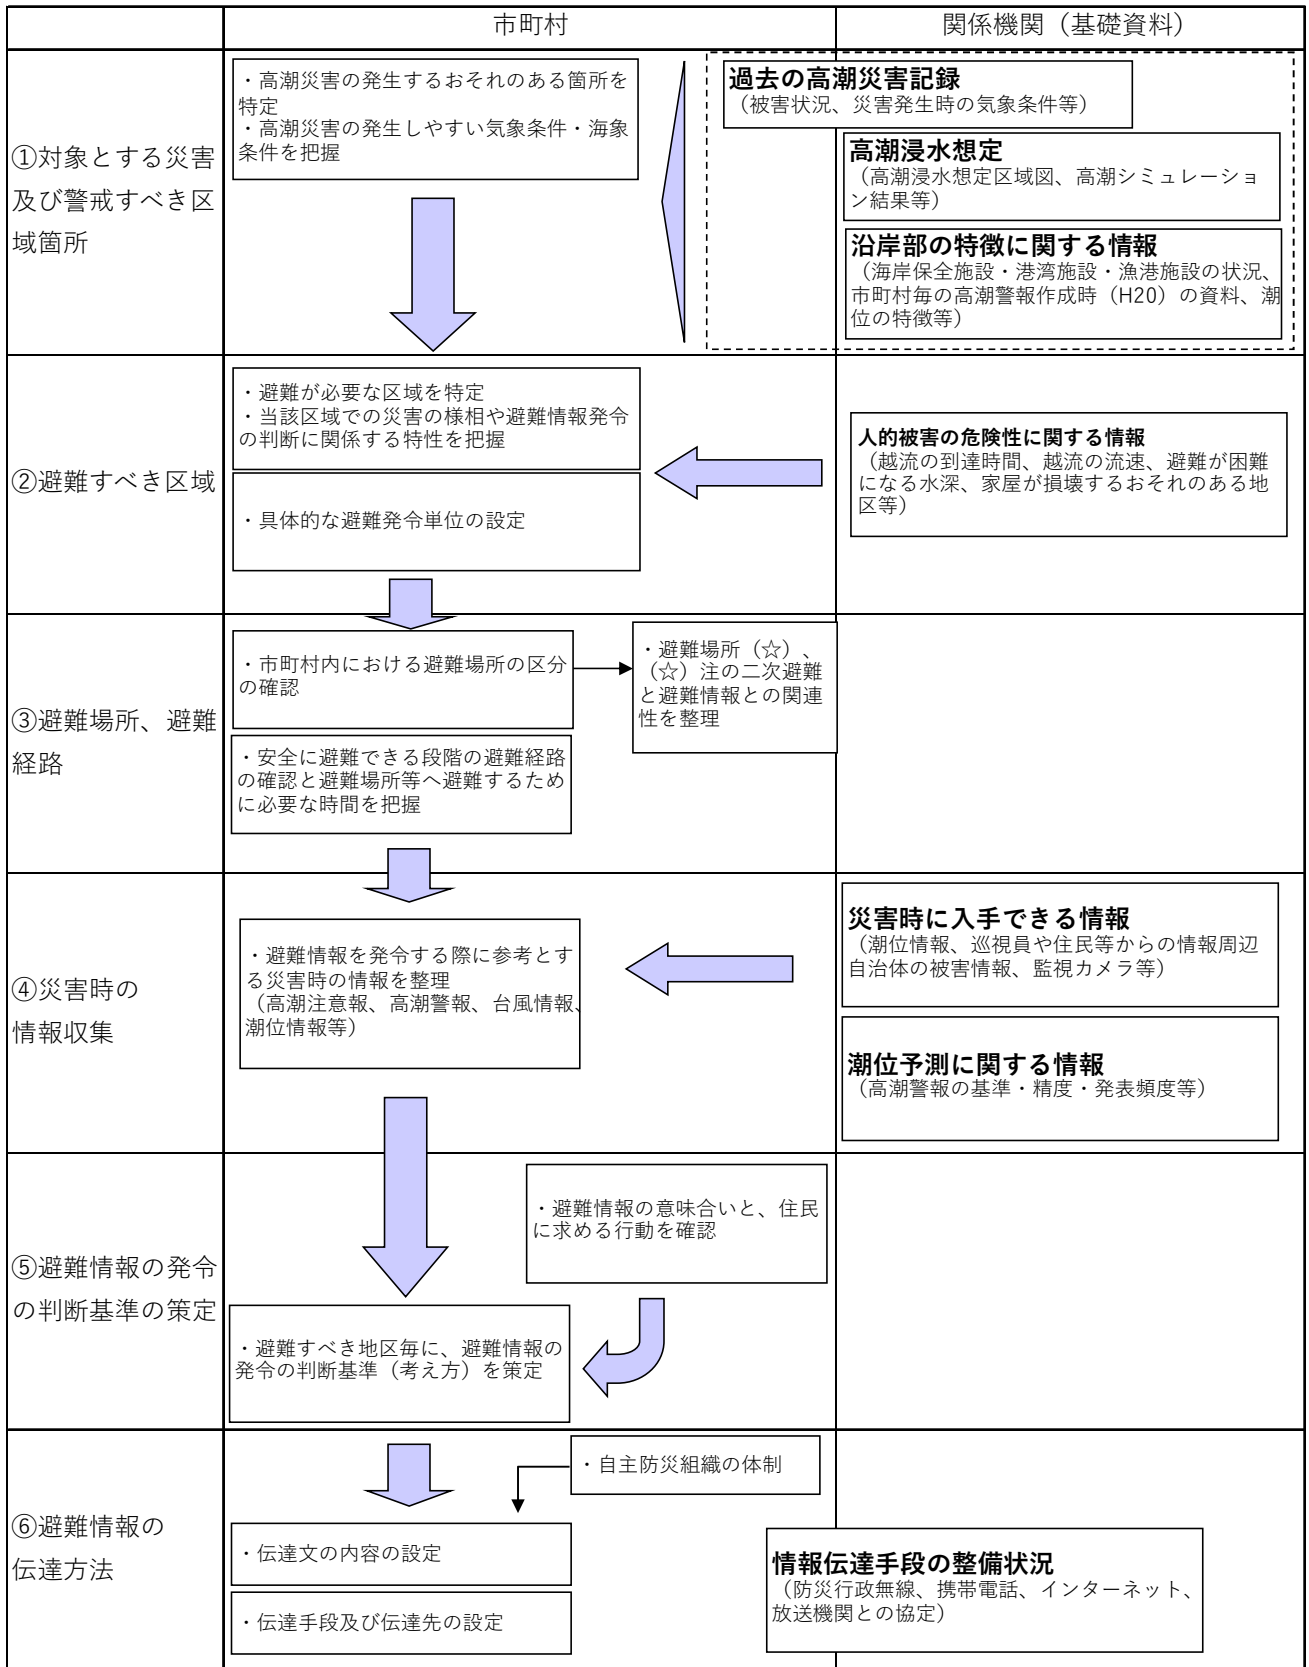 市町村
関係機関（基礎資料）
①対象とする災害
及び警戒すべき区
域箇所
・高潮災害の発生するおそれのある箇所を
特定
・高潮災害の発生しやすい気象条件・海象
条件を把握
過去の高潮災害記録
（被害状況、災害発生時の気象条件等）
高潮浸水想定
（高潮浸水想定区域図、高潮シミュレーショ
ン結果等）
沿岸部の特徴に関する情報
（海岸保全施設・港湾施設・漁港施設の状況、
市町村毎の高潮警報作成時（H20）の資料、潮
位の特徴等）
②避難すべき区域
・避難が必要な区域を特定
・当該区域での災害の様相や避難情報発令
の判断に関係する特性を把握
・具体的な避難発令単位の設定
人的被害の危険性に関する情報
（越流の到達時間、越流の流速、避難が困難
になる水深、家屋が損壊するおそれのある地
区等）
③避難場所、避難
経路
・市町村内における避難場所の区分
の確認
・避難場所（☆）、
（☆）注の二次避難
と避難情報との関連
性を整理
・安全に避難できる段階の避難経路
の確認と避難場所等へ避難するため
に必要な時間を把握
④災害時の
情報収集
・避難情報を発令する際に参考とす
る災害時の情報を整理
（高潮注意報、高潮警報、台風情報、
潮位情報等）
災害時に入手できる情報
（潮位情報、巡視員や住民等からの情報周辺
自治体の被害情報、監視カメラ等）
潮位予測に関する情報
（高潮警報の基準・精度・発表頻度等）
⑤避難情報の発令
の判断基準の策定
・避難情報の意味合いと、住民
に求める行動を確認
・避難すべき地区毎に、避難情報の
発令の判断基準（考え方）を策定
⑥避難情報の
伝達方法
・自主防災組織の体制
・伝達文の内容の設定
・伝達手段及び伝達先の設定
情報伝達手段の整備状況
（防災行政無線、携帯電話、インターネット、
放送機関との協定）